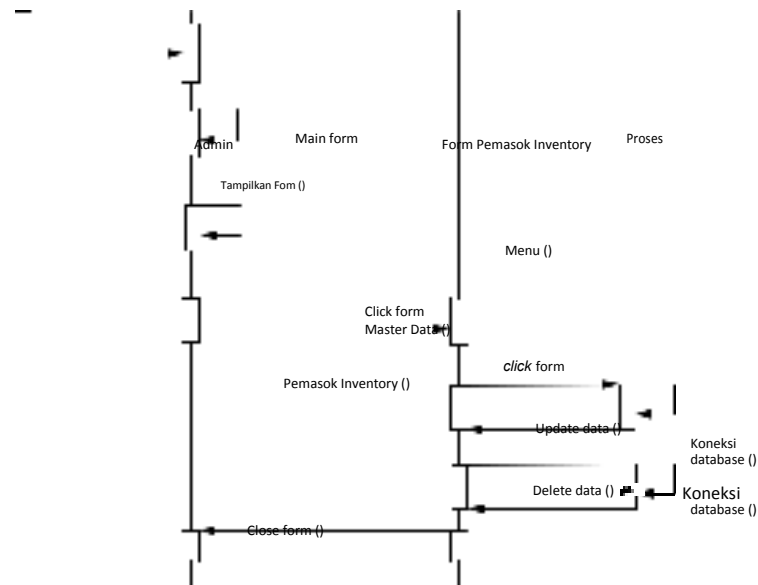 Admin
Main form
Form Pemasok Inventory
Proses
Tampilkan Fom ()
Menu ()
Click form
Master Data ()
click form
Pemasok Inventory ()
Update data ()
Koneksi
database ()
Delete data ()
Koneksi
database ()
Close form ()